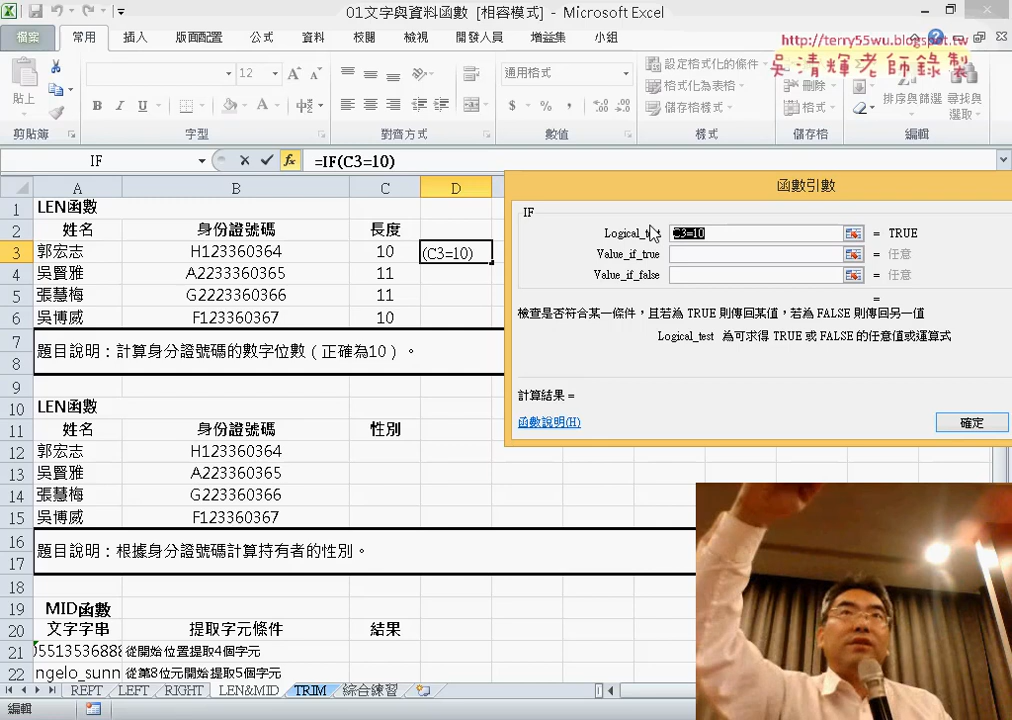 01文字與資料函數 [相容模式] - Microsoft Excel
檔案 常用 插入 版面配置 公式 資料 校閱 檢視 開發人員 增益集 小組
http://terry55wu.blogspot.tw
吳清輝老師錄製
貼上 12 通用格式 設定格式化的條件 格式化為表格 儲存格樣式 刪除 格式 排序與篩選 尋找與選取
剪貼簿 字型 對齊方式 數值 樣式 儲存格 編輯
IF =IF(C3=10)
A B C D
1 LEN函數
2 姓名 身份證號碼 長度
3 郭宏志 H123360364 10 (C3=10)
4 吳賢雅 A2233365365 11
5 張慧梅 G2223360366 11
6 吳博威 F123360367 10
7 題目說明：計算身分證號碼的數字位數（正確為10）。
8
9
10 LEN函數
11 姓名 身份證號碼 性別
12 郭宏志 H123360364
13 吳賢雅 A223360365
14 張慧梅 G223360366
15 吳博威 F123360367
16 題目說明：根據身分證號碼計算持有者的性別。
17
18
19 MID函數
20 文字字串 提取字元條件 結果
21 05513536888 從開始位置提取4個字元
22 ngelo_sunn 從第8位元開始提取5個字元
REPT LEFT RIGHT LEN&MID TRIM 綜合練習
編輯
函數引數
IF
Logical_test C3=10 = TRUE
Value_if_true = 任意
Value_if_false = 任意
=
檢查是否符合某一條件，且若為 TRUE 則傳回某值，若為 FALSE 則傳回另一值
Logical_test 為可求得 TRUE 或 FALSE 的任意值或運算式
計算結果 =
函數說明(H) 確定